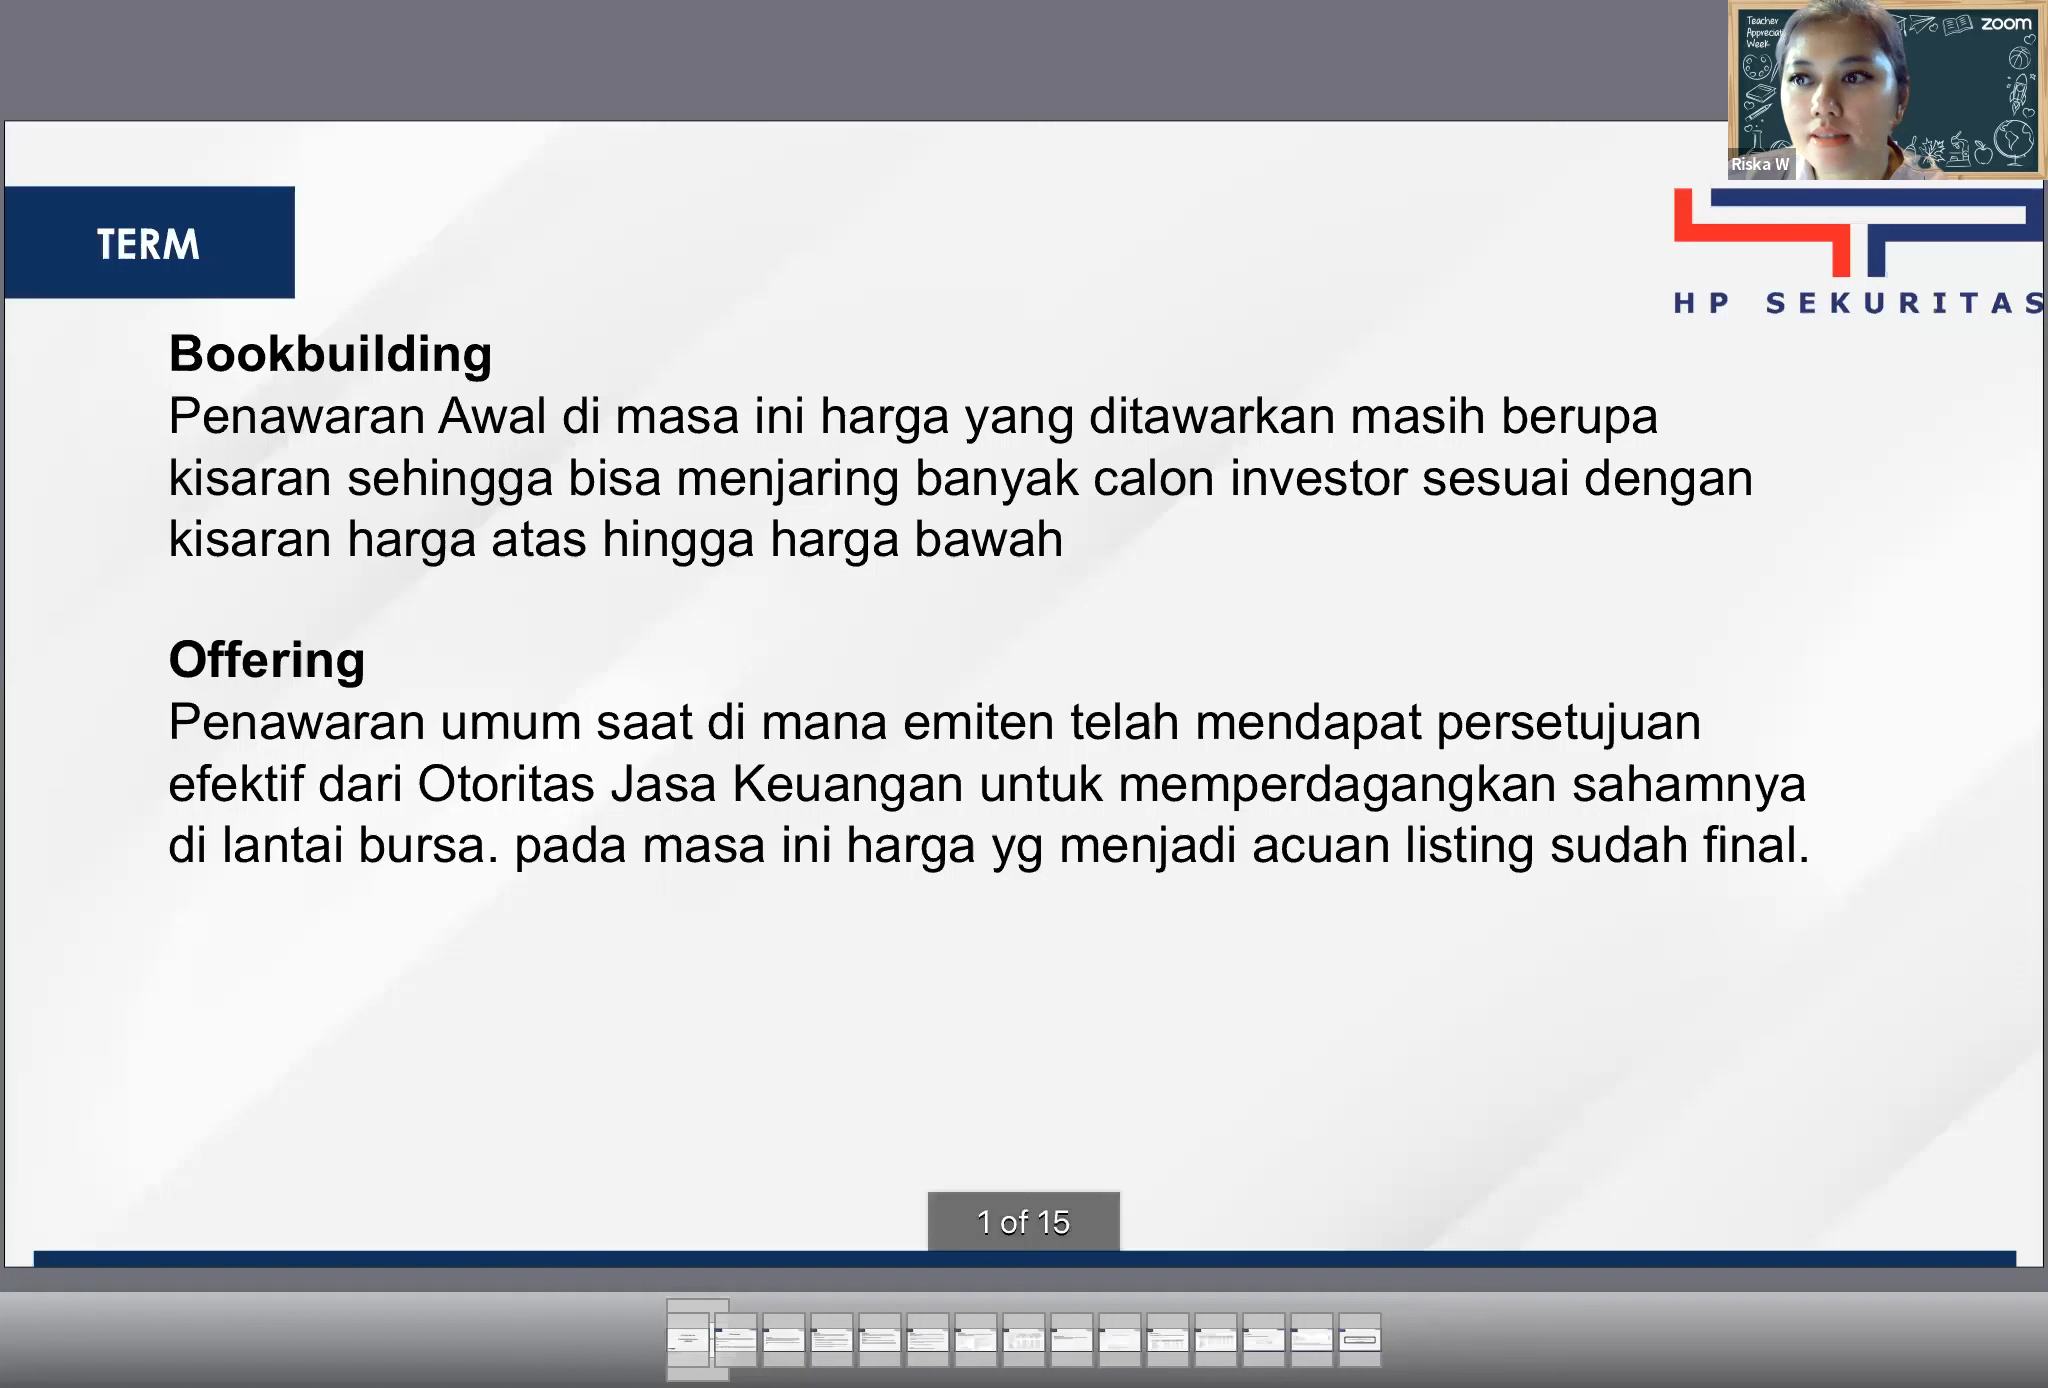 Teacher
Week
zoom
Riska W
TERM
HP SEKURITAS
Bookbuilding
Penawaran Awal di masa ini harga yang ditawarkan masih berupa
kisaran sehingga bisa menjaring banyak calon investor sesuai dengan
kisaran harga atas hingga harga bawah
Offering
Penawaran umum saat di mana emiten telah mendapat persetujuan
efektif dari Otoritas Jasa Keuangan untuk memperdagangkan sahamnya
di lantai bursa. pada masa ini harga yg menjadi acuan listing sudah final.
1 of 15